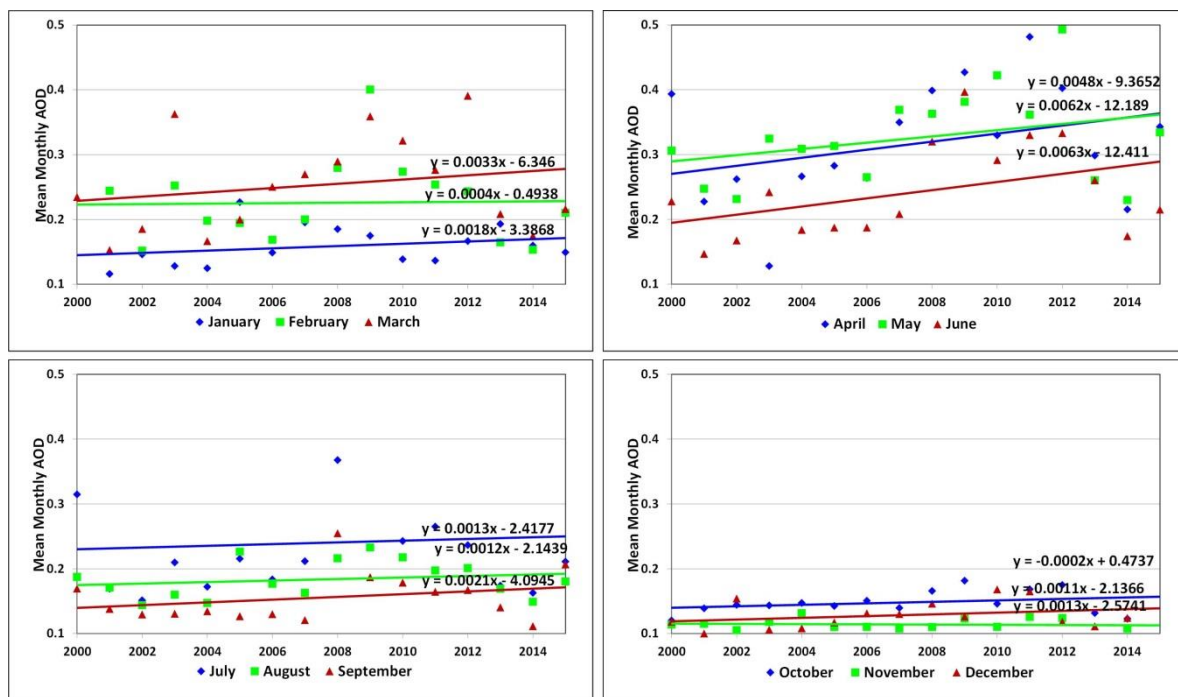 0.5
0.4
0.3
0.2
0.1
Mean Monthly AOD
y = 0.0033x - 6.346
y = 0.0004x - 0.4938
y = 0.0018x - 3.3868
2000 2002 2004 2006 2008 2010 2012 2014
January February March
0.5
0.4
0.3
0.2
0.1
Mean Monthly AOD
y = 0.0048x - 9.3652
y = 0.0062x - 12.189
y = 0.0063x - 12.411
2000 2002 2004 2006 2008 2010 2012 2014
April May June
0.5
0.4
0.3
0.2
0.1
Mean Monthly AOD
y = 0.0013x - 2.4177
y = 0.0012x - 2.1439
y = 0.0021x - 4.0945
2000 2002 2004 2006 2008 2010 2012 2014
July August September
0.5
0.4
0.3
0.2
0.1
Mean Monthly AOD
y = -0.0002x + 0.4737
y = 0.0011x - 2.1366
y = 0.0013x - 2.5741
2000 2002 2004 2006 2008 2010 2012 2014
October November December